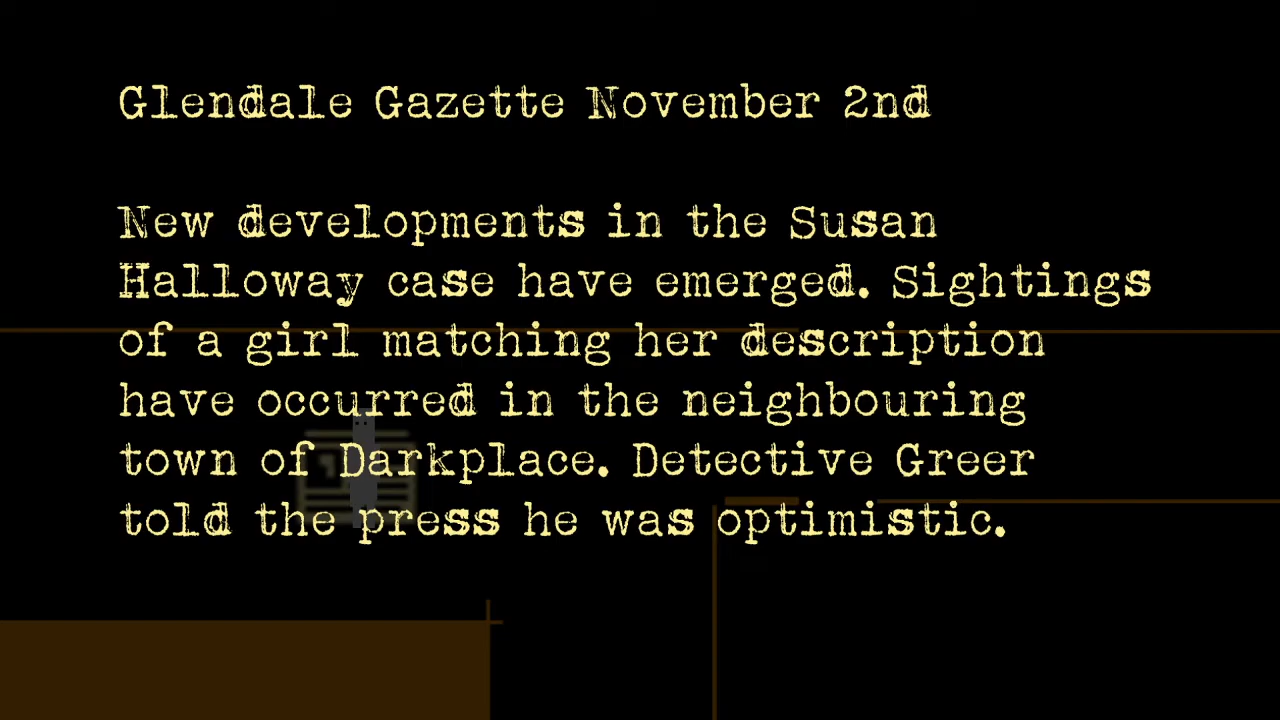 Glendale Gazette November 2nd
New developments in the Susan
Halloway case have emerged. Sightings
of a girl matching her description
have occurred in the neighbouring
town of Darkplace. Detective Greer
told the press he was optimistic.